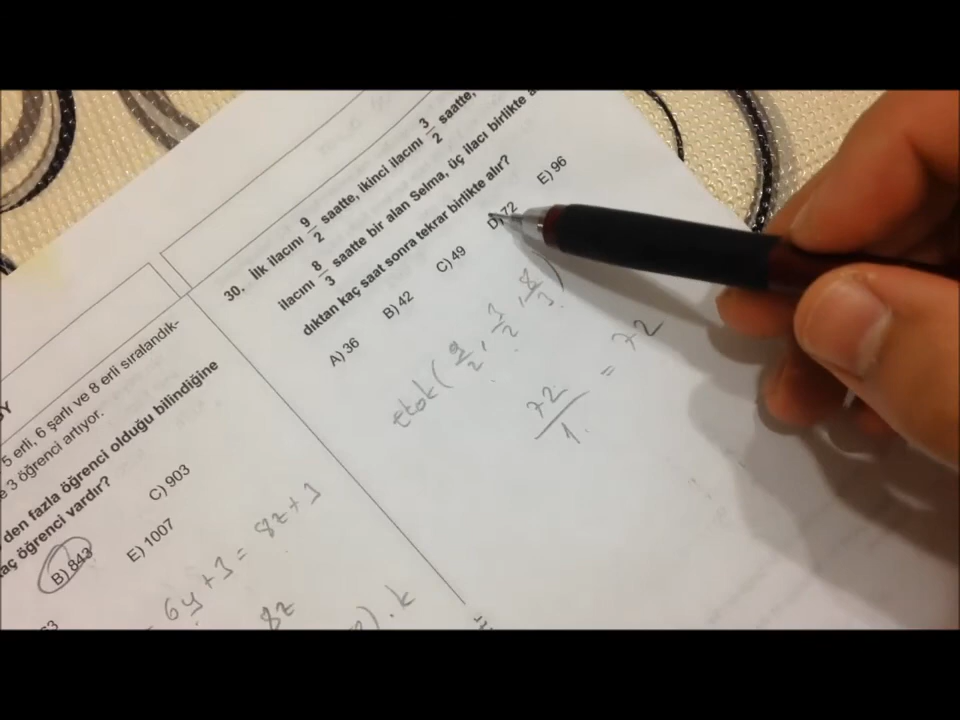 30. İlk ilacını 9/2 saatte, ikinci ilacını 3/2 saatte,
ilacını 8/3 saatte bir alan Selma, üç ilacı birlikte
dıktan kaç saat sonra tekrar birlikte alır?
A) 36 B) 42 C) 49 D) 72 E) 96
ekok(9/2, 3/2, 8/3)
72/1 = 72
5 erli, 6 şarlı ve 8 erli sıralandık-
3 öğrenci artıyor.
den fazla öğrenci olduğu bilindiğine
kaç öğrenci vardır?
B) 843 C) 903
E) 1007
6y+3 = 8z+3
8z
).k